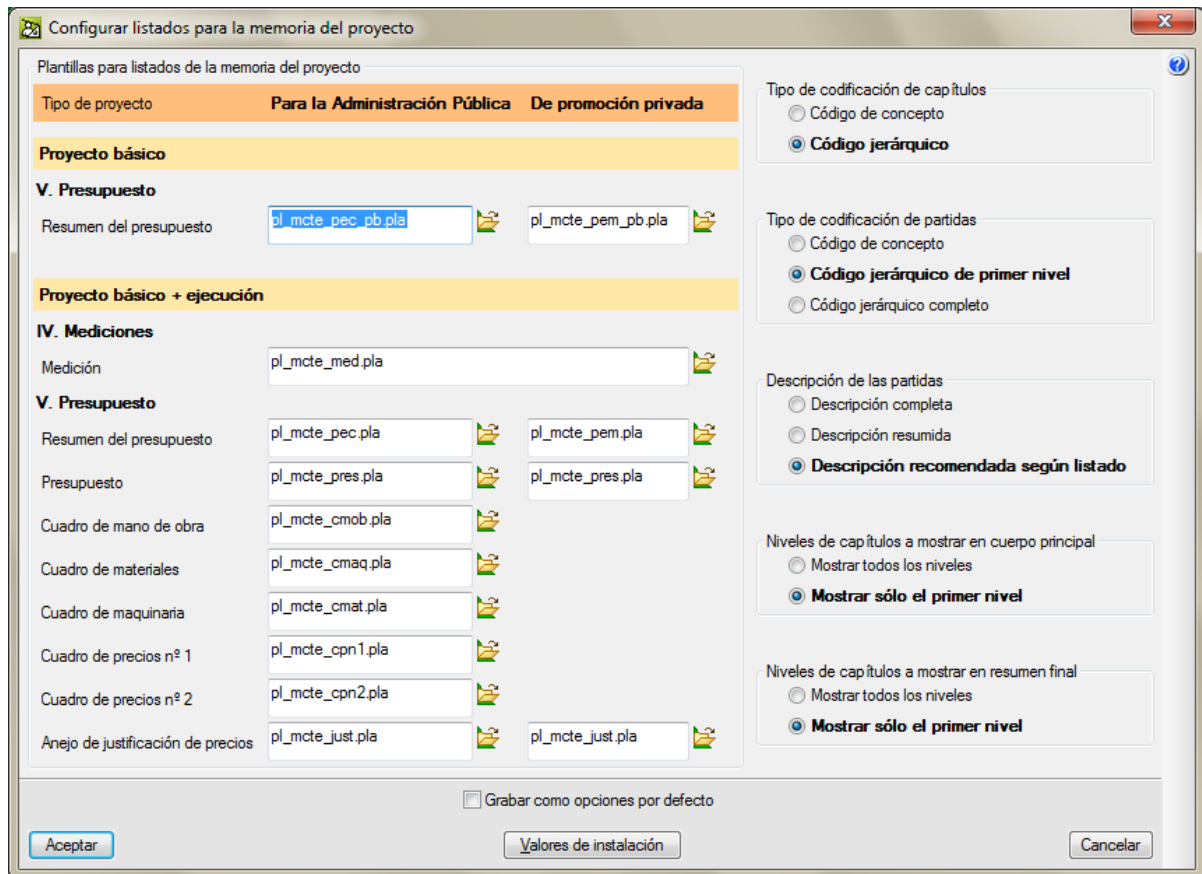 Configurar listados para la memoria del proyecto
Plantillas para listados de la memoria del proyecto
Tipo de proyecto Para la Administración Pública De promoción privada
Proyecto básico
V. Presupuesto
Resumen del presupuesto pl_mcte_pec_pb.pla pl_mcte_pem_pb.pla
Proyecto básico + ejecución
IV. Mediciones
Medición pl_mcte_med.pla
V. Presupuesto
Resumen del presupuesto pl_mcte_pec.pla pl_mcte_pem.pla
Presupuesto pl_mcte_pres.pla pl_mcte_pres.pla
Cuadro de mano de obra pl_mcte_cmob.pla
Cuadro de materiales pl_mcte_cmaq.pla
Cuadro de maquinaria pl_mcte_cmat.pla
Cuadro de precios nº 1 pl_mcte_cpn1.pla
Cuadro de precios nº 2 pl_mcte_cpn2.pla
Anejo de justificación de precios pl_mcte_just.pla pl_mcte_just.pla
Tipo de codificación de capítulos
Código de concepto
Código jerárquico
Tipo de codificación de partidas
Código de concepto
Código jerárquico de primer nivel
Código jerárquico completo
Descripción de las partidas
Descripción completa
Descripción resumida
Descripción recomendada según listado
Niveles de capítulos a mostrar en cuerpo principal
Mostrar todos los niveles
Mostrar sólo el primer nivel
Niveles de capítulos a mostrar en resumen final
Mostrar todos los niveles
Mostrar sólo el primer nivel
Grabar como opciones por defecto
Aceptar Valores de instalación Cancelar